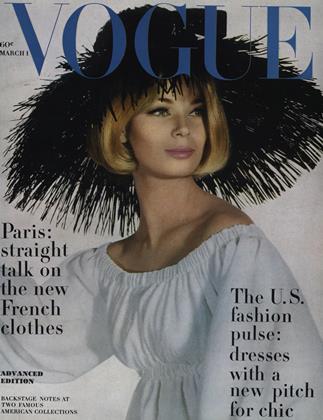 VOGUE
60¢
MARCH 1
Paris:
straight
talk on
the new
French
clothes
The U.S.
fashion
pulse:
dresses
with a
new pitch
for chic
ADVANCED
EDITION
BACKSTAGE NOTES AT
TWO FAMOUS
AMERICAN COLLECTIONS